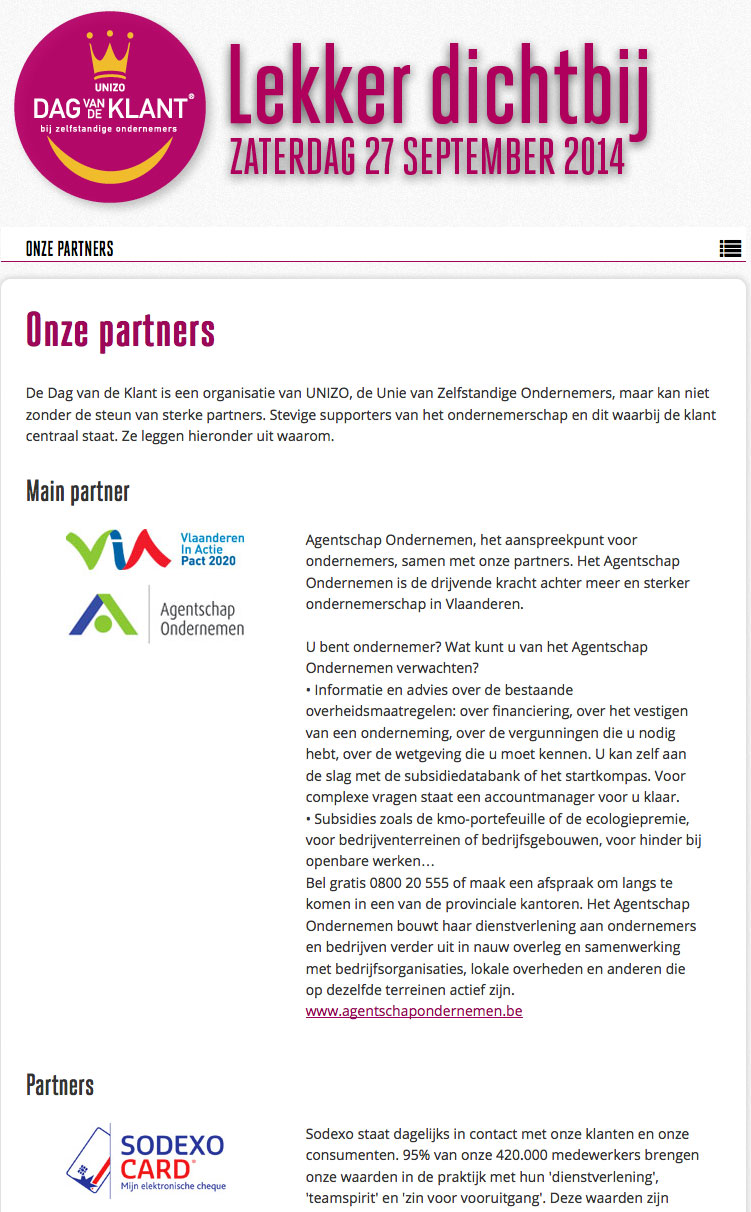 UNIZO
DAG VAN DE KLANT®
bij zelfstandige ondernemers
Lekker dichtbij
ZATERDAG 27 SEPTEMBER 2014
ONZE PARTNERS
Onze partners
De Dag van de Klant is een organisatie van UNIZO, de Unie van Zelfstandige Ondernemers, maar kan niet
zonder de steun van sterke partners. Stevige supporters van het ondernemerschap en dit waarbij de klant
centraal staat. Ze leggen hieronder uit waarom.
Main partner
via
Vlaanderen
In Actie
Pact 2020
Agentschap
Ondernemen
Agentschap Ondernemen, het aanspreekpunt voor
ondernemers, samen met onze partners. Het Agentschap
Ondernemen is de drijvende kracht achter meer en sterker
ondernemerschap in Vlaanderen.
U bent ondernemer? Wat kunt u van het Agentschap
Ondernemen verwachten?
• Informatie en advies over de bestaande
overheidsmaatregelen: over financiering, over het vestigen
van een onderneming, over de vergunningen die u nodig
hebt, over de wetgeving die u moet kennen. U kan zelf aan
de slag met de subsidiedatabank of het startkompas. Voor
complexe vragen staat een accountmanager voor u klaar.
• Subsidies zoals de kmo-portefeuille of de ecologiepremie,
voor bedrijventerreinen of bedrijfsgebouwen, voor hinder bij
openbare werken…
Bel gratis 0800 20 555 of maak een afspraak om langs te
komen in een van de provinciale kantoren. Het Agentschap
Ondernemen bouwt haar dienstverlening aan ondernemers
en bedrijven verder uit in nauw overleg en samenwerking
met bedrijfsorganisaties, lokale overheden en anderen die
op dezelfde terreinen actief zijn.
www.agentschapondernemen.be
Partners
SODEXO
CARD®
Mijn elektronische cheque
Sodexo staat dagelijks in contact met onze klanten en onze
consumenten. 95% van onze 420.000 medewerkers brengen
onze waarden in de praktijk met hun 'dienstverlening',
'teamspirit' en 'zin voor vooruitgang'. Deze waarden zijn